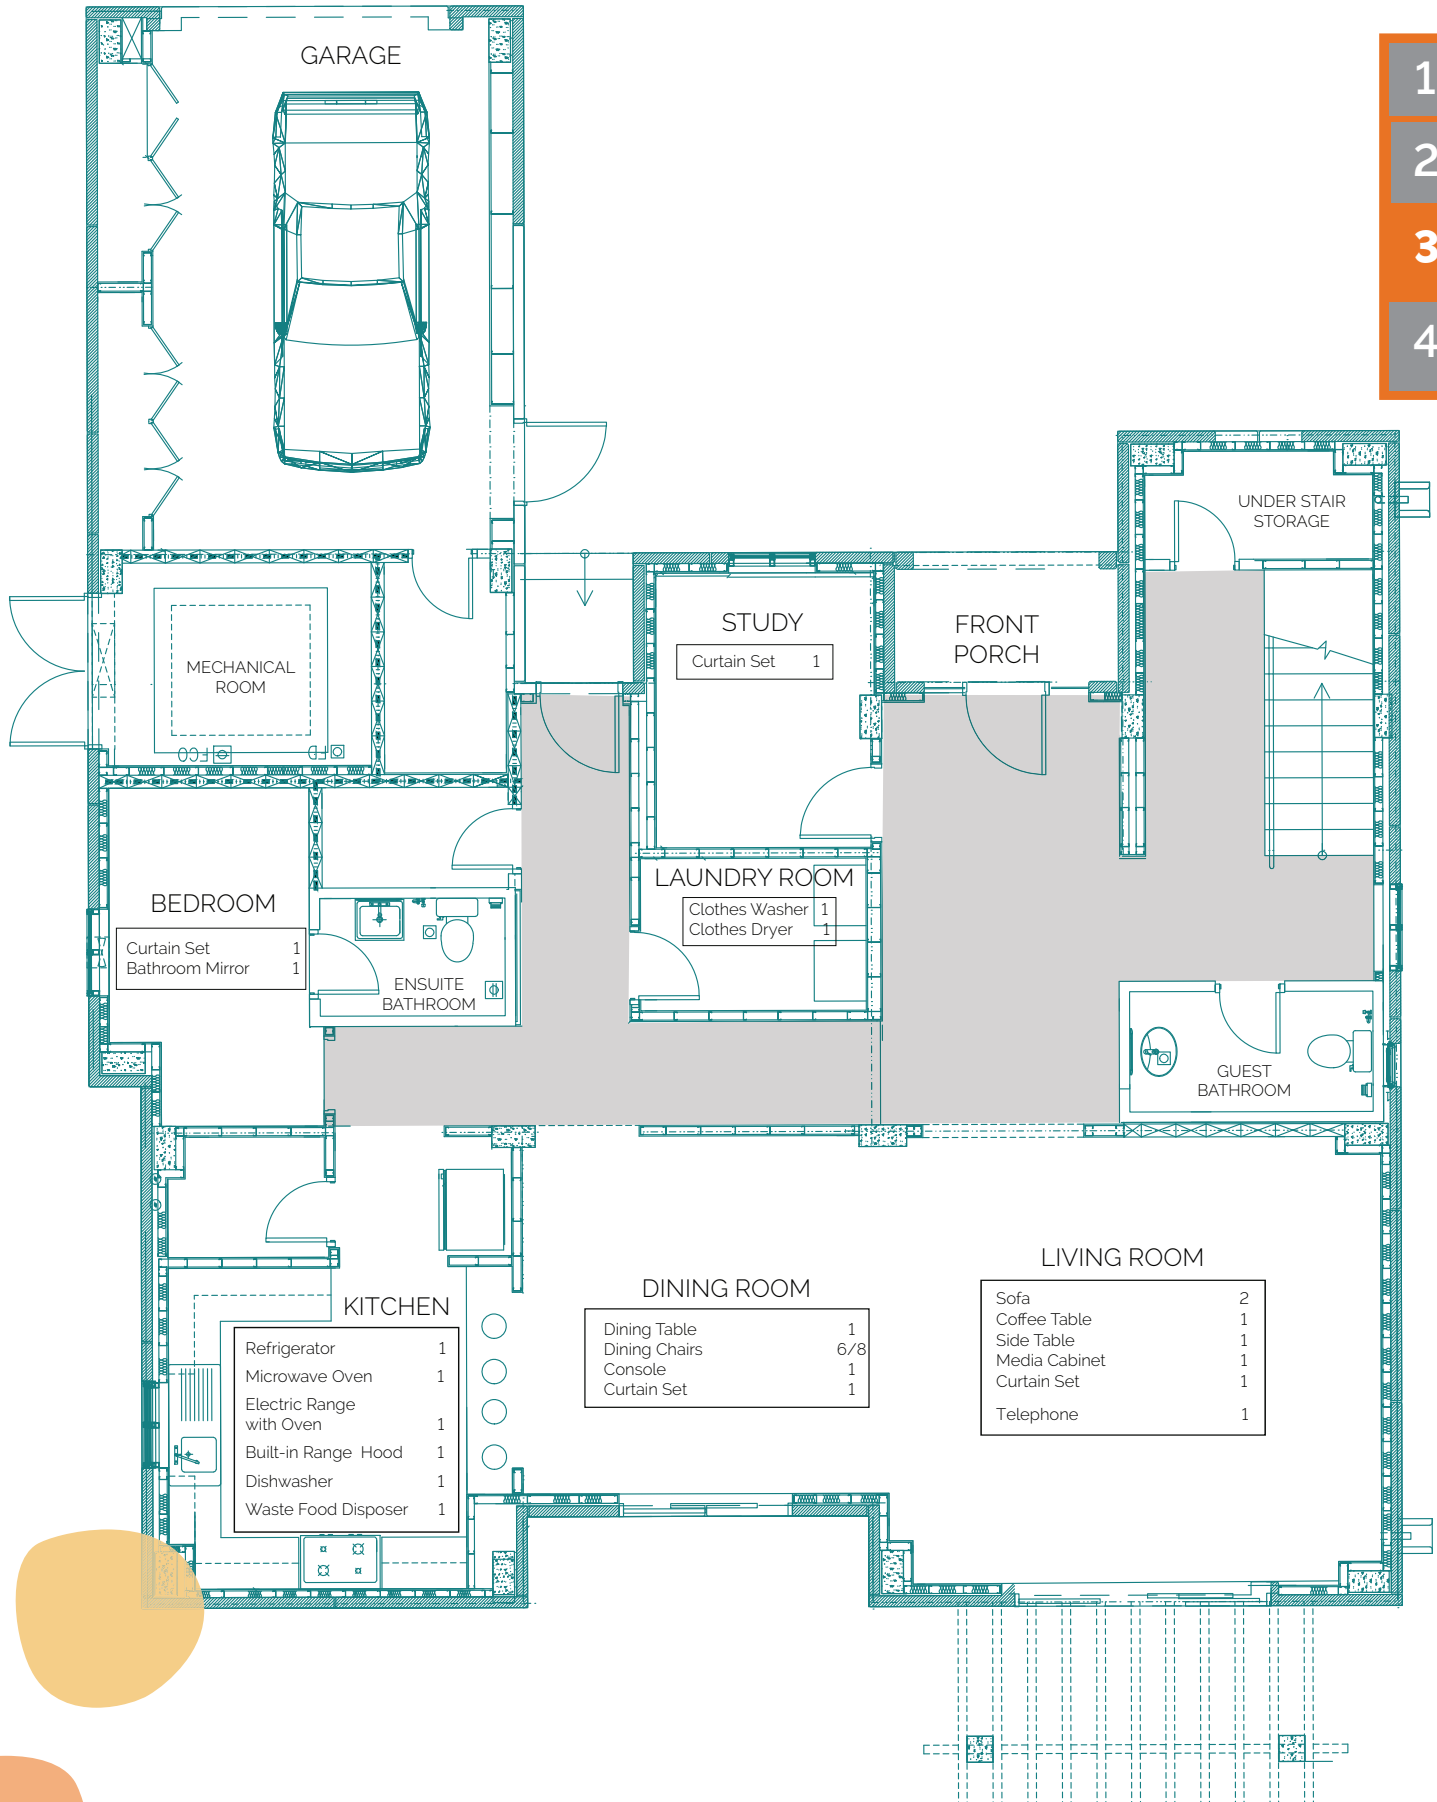 GARAGE
1
2
3
4
UNDER STAIR
STORAGE
STUDY
Curtain Set 1
FRONT
PORCH
MECHANICAL
ROOM
FCO
FD
LAUNDRY ROOM
Clothes Washer 1
Clothes Dryer 1
BEDROOM
Curtain Set 1
Bathroom Mirror 1
ENSUITE
BATHROOM
GUEST
BATHROOM
LIVING ROOM
Sofa 2
Coffee Table 1
Side Table 1
Media Cabinet 1
Curtain Set 1
Telephone 1
DINING ROOM
Dining Table 1
Dining Chairs 6/8
Console 1
Curtain Set 1
KITCHEN
Refrigerator 1
Microwave Oven 1
Electric Range
with Oven 1
Built-in Range Hood 1
Dishwasher 1
Waste Food Disposer 1